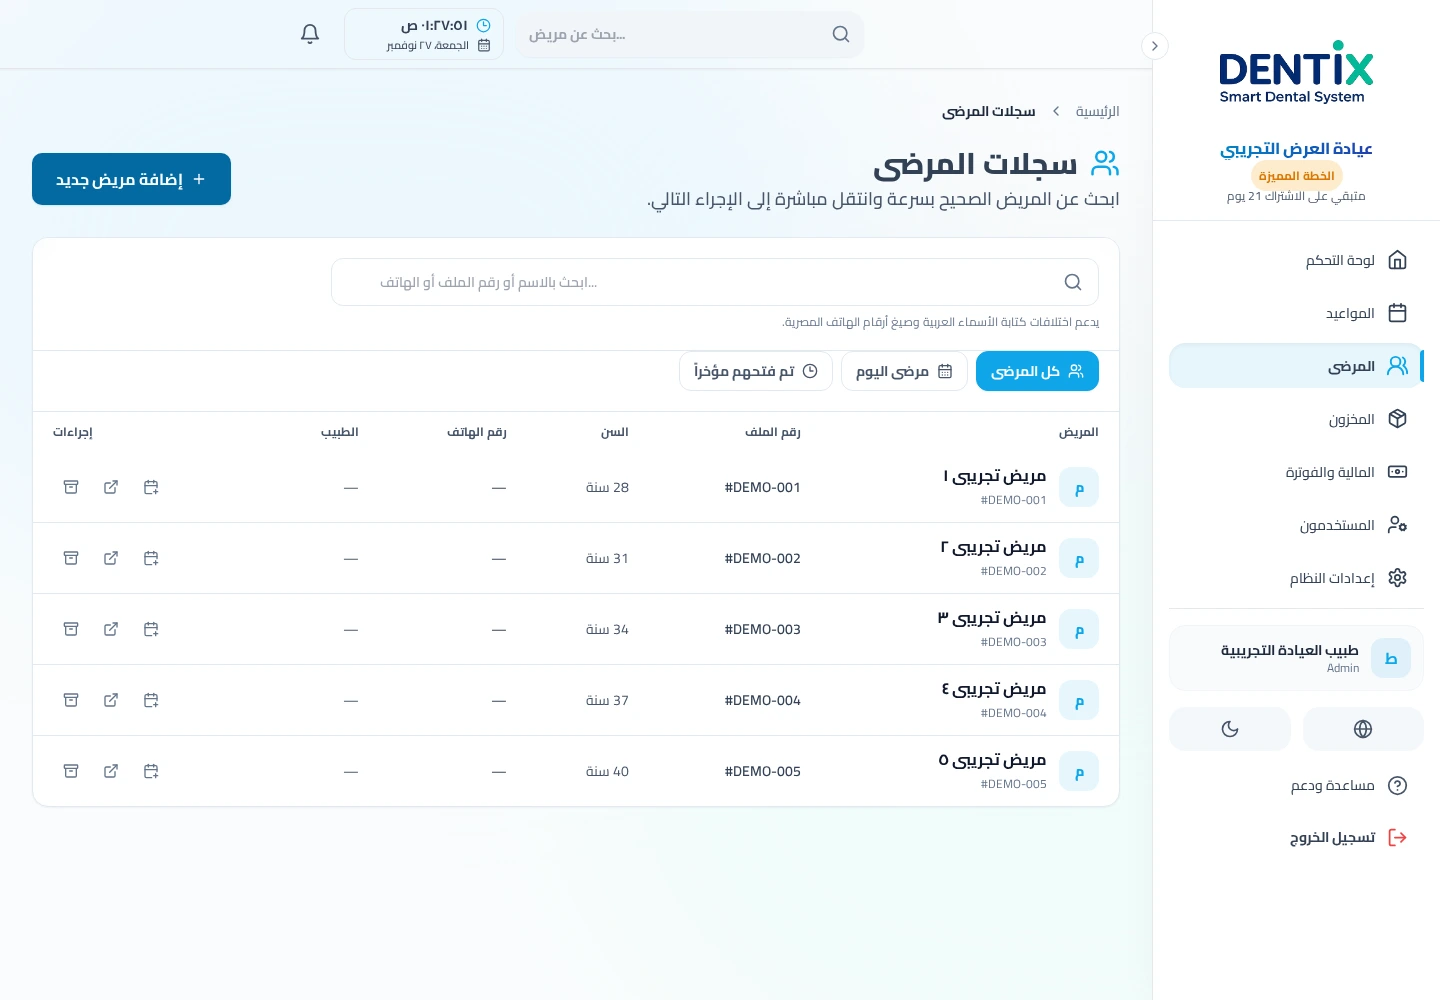 DENTiX
Smart Dental System
عيادة العرض التجريبي
الخطة المميزة
متبقي على الاشتراك 21 يوم
لوحة التحكم
المواعيد
المرضى
المخزون
المالية والفوترة
المستخدمون
إعدادات النظام
ط
طبيب العيادة التجريبية
Admin
مساعدة ودعم
تسجيل الخروج
بحث عن مريض...
٠١:٢٧:٥١ ص
الجمعة، ٢٧ نوفمبر
الرئيسية
سجلات المرضى
سجلات المرضى
ابحث عن المريض الصحيح بسرعة وانتقل مباشرة إلى الإجراء التالي.
إضافة مريض جديد
ابحث بالاسم أو رقم الملف أو الهاتف...
يدعم اختلافات كتابة الأسماء العربية وصيغ أرقام الهاتف المصرية.
كل المرضى
مرضى اليوم
تم فتحهم مؤخراً
المريض رقم الملف السن رقم الهاتف الطبيب إجراءات
م مريض تجريبي ١ #DEMO-001 28 سنة — —
#DEMO-001
م مريض تجريبي ٢ #DEMO-002 31 سنة — —
#DEMO-002
م مريض تجريبي ٣ #DEMO-003 34 سنة — —
#DEMO-003
م مريض تجريبي ٤ #DEMO-004 37 سنة — —
#DEMO-004
م مريض تجريبي ٥ #DEMO-005 40 سنة — —
#DEMO-005